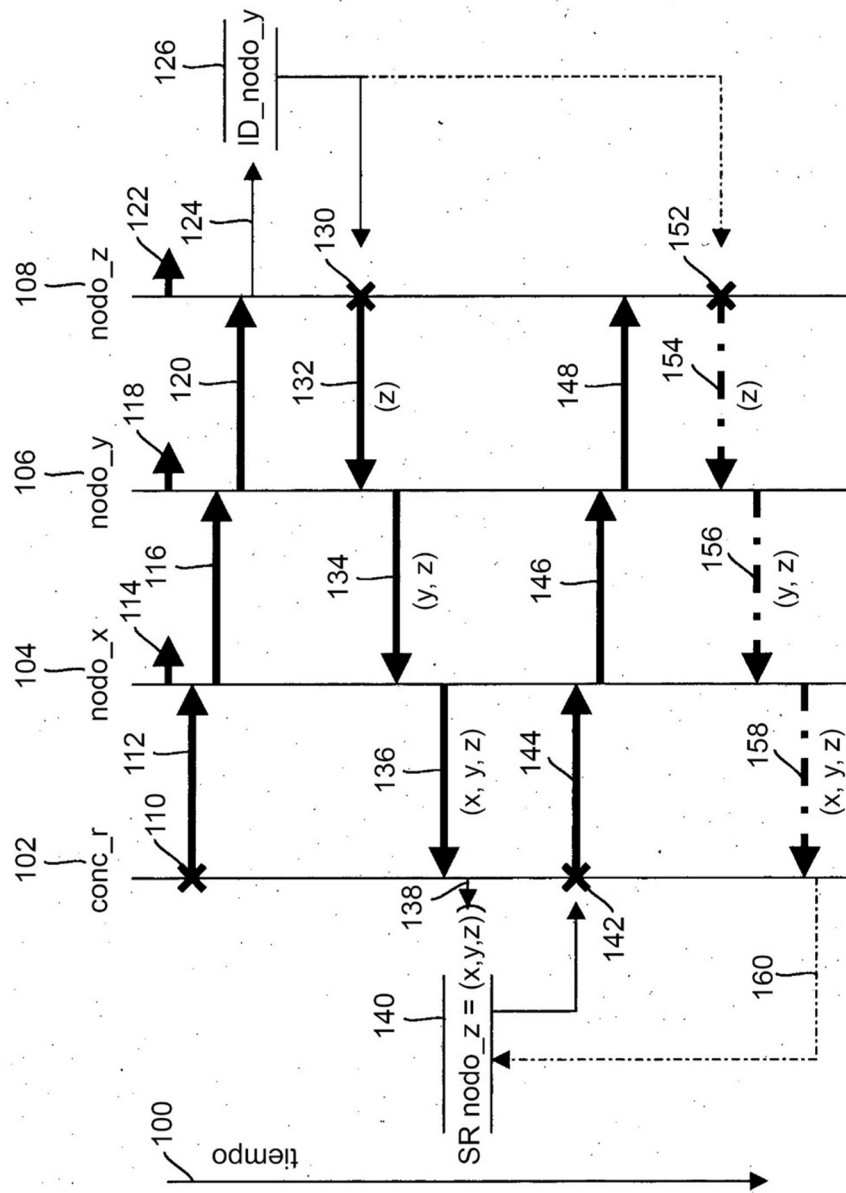 102
104
106
108
conc_r
nodo_x
nodo_y
nodo_z
100
tiempo
110
112
114
116
118
120
122
124
126
ID_nodo_y
130
132
(z)
134
(y, z)
136
(x, y, z)
138
140
SR nodo_z = (x,y,z))
142
144
146
148
152
154
(z)
156
(y, z)
158
(x, y, z)
160